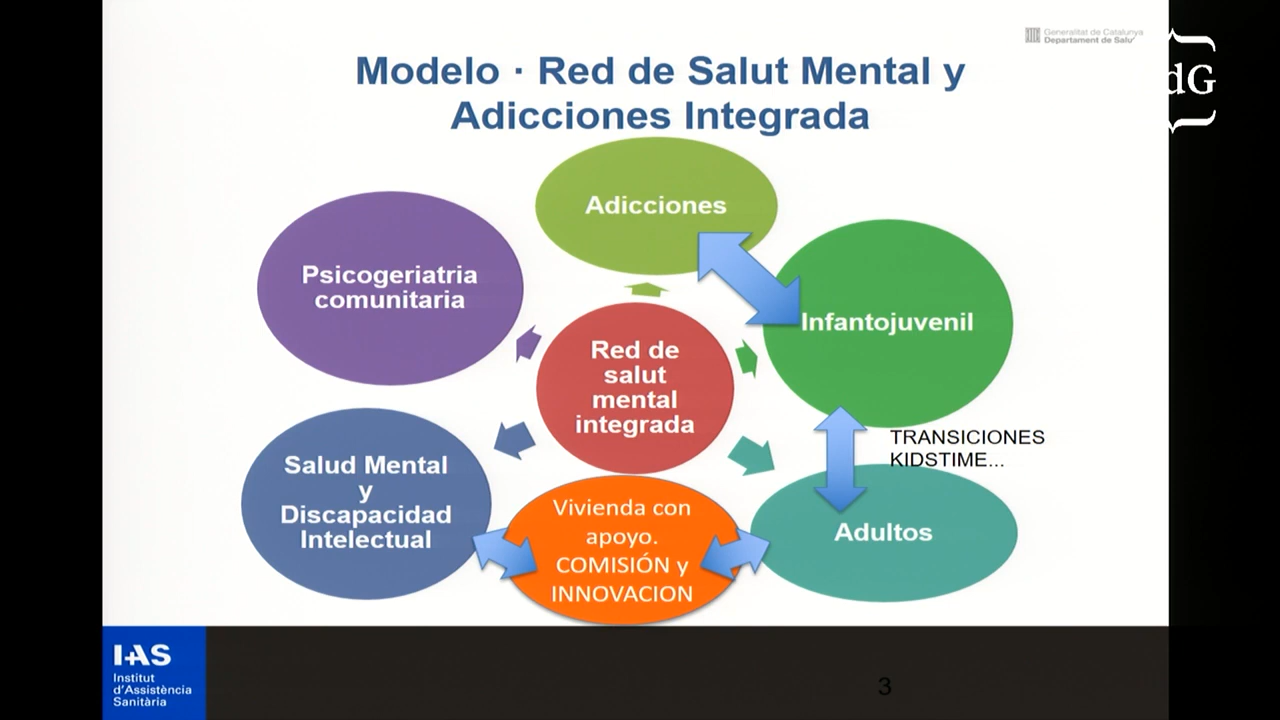 Generalitat de Catalunya
Departament de Salut
dG
Modelo · Red de Salut Mental y
Adicciones Integrada
Adicciones
Psicogeriatria
comunitaria
Infantojuvenil
Red de
salut
mental
integrada
TRANSICIONES
KIDSTIME...
Salud Mental
y
Discapacidad
Intelectual
Vivienda con
apoyo.
COMISIÓN y
INNOVACION
Adultos
IAS
Institut
d'Assistència
Sanitària
3